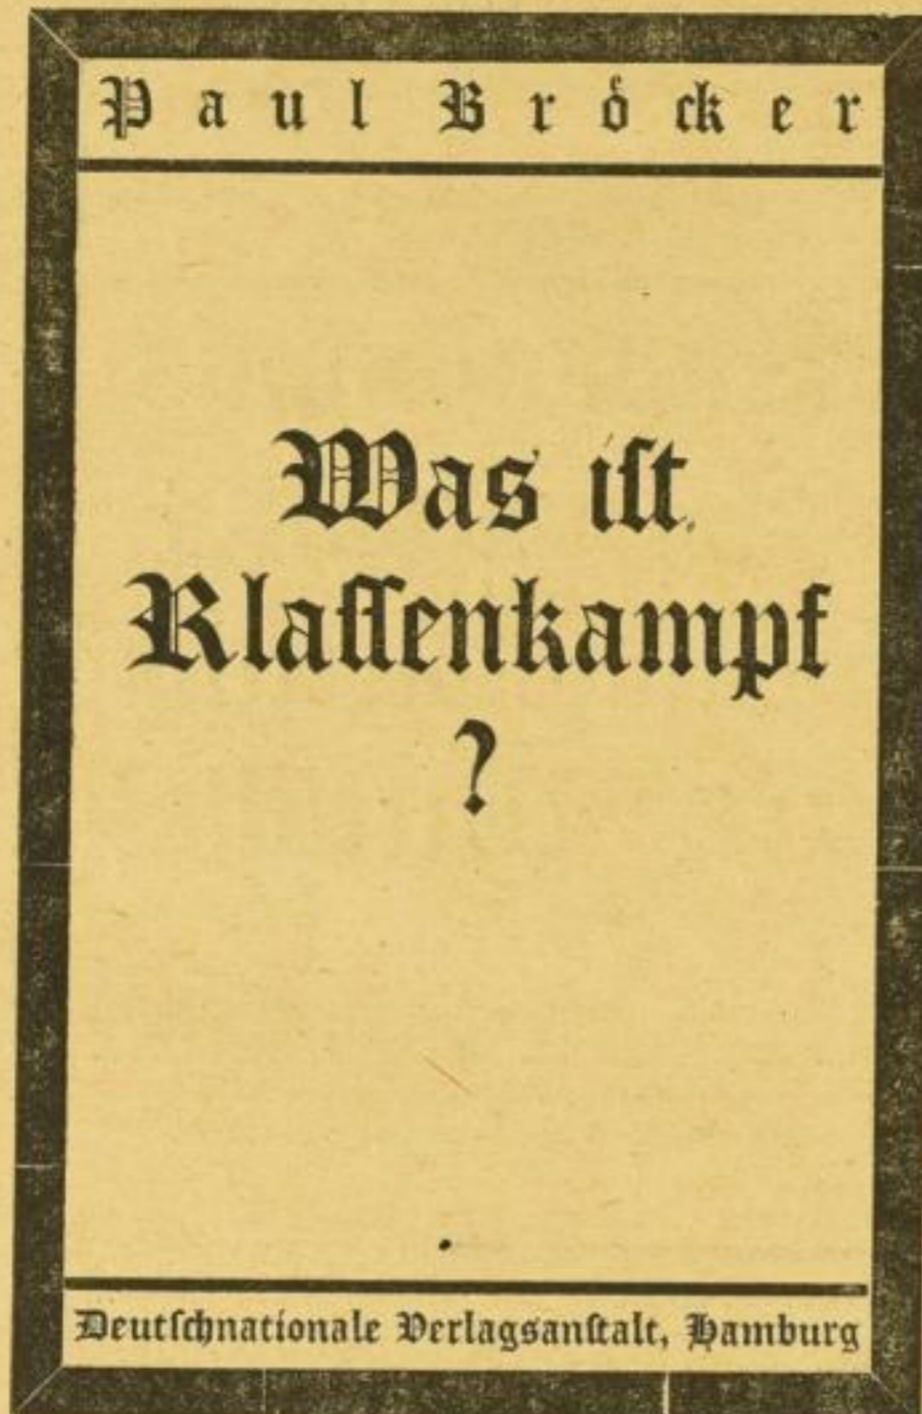 Paul Bröcker
Was iſt
Klaſſenkampf
?
Deutſchnationale Verlagsanſtalt, Hamburg